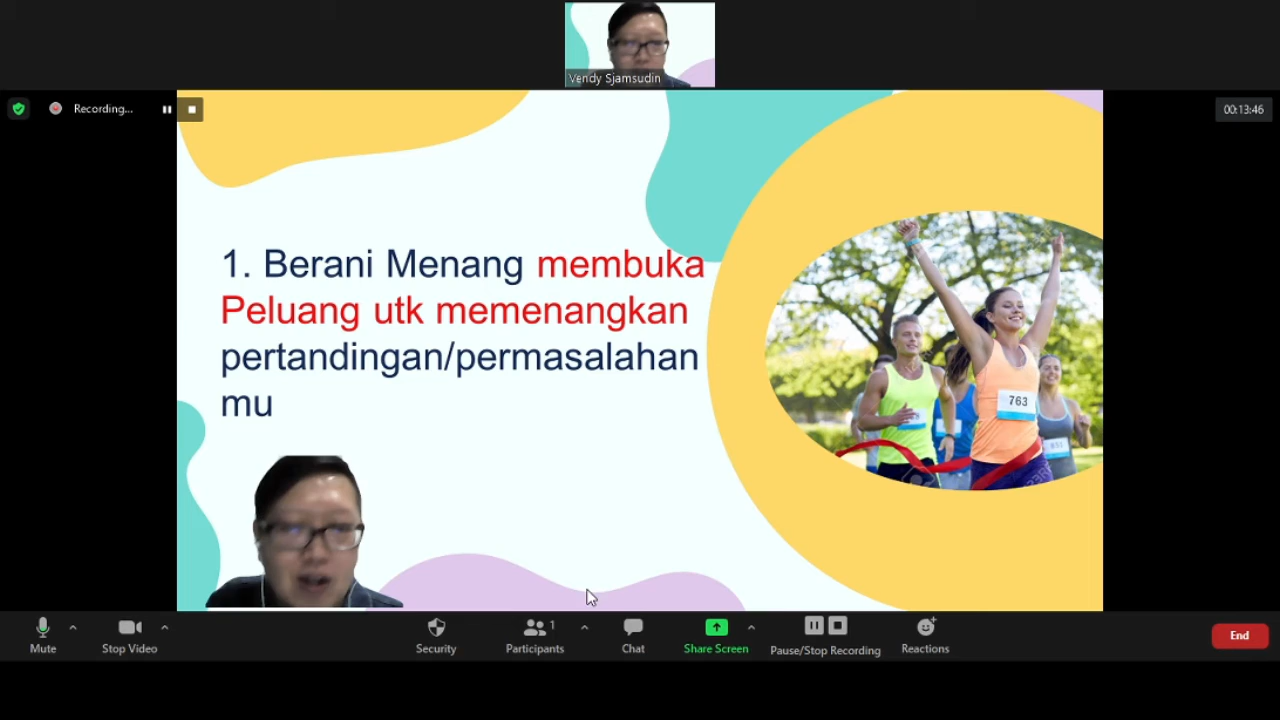 Vendy Sjamsudin
Recording...
00:13:46
1. Berani Menang membuka
Peluang utk memenangkan
pertandingan/permasalahan
mu
763
Mute
Stop Video
Security
Participants
1
Chat
Share Screen
Pause/Stop Recording
Reactions
End